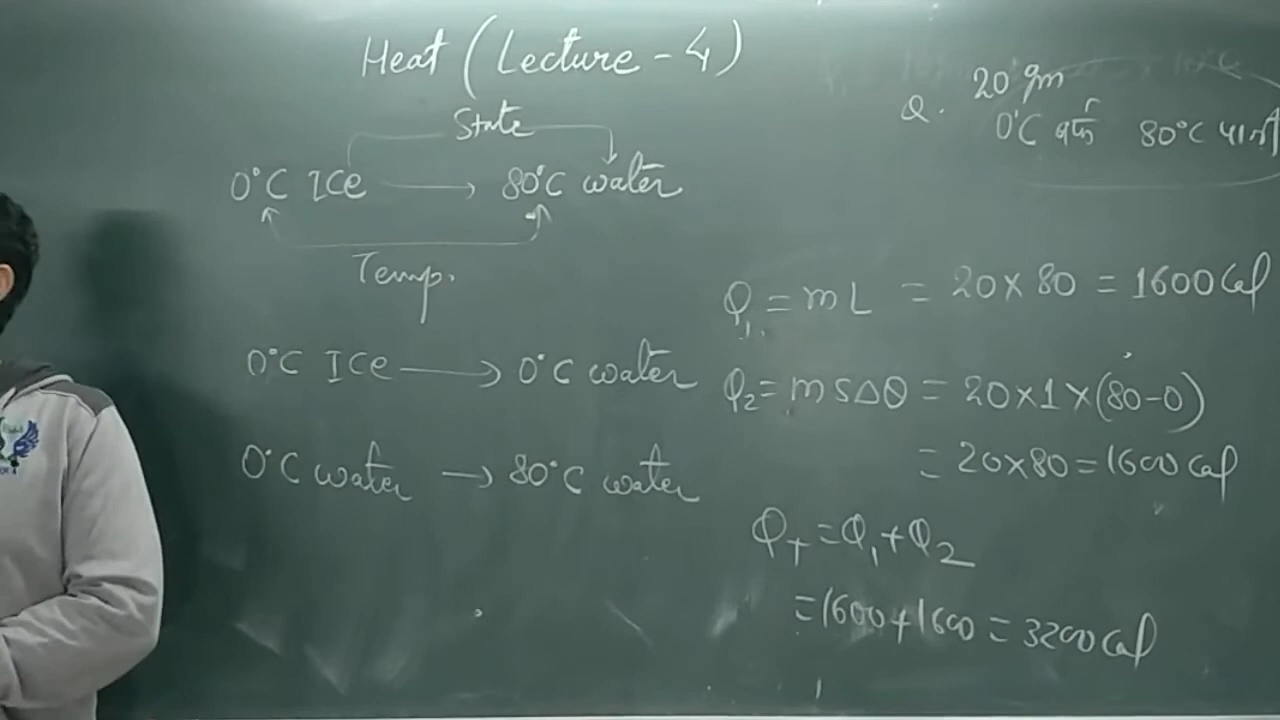 Heat (Lecture - 4)
State
0°C ICe → 80°C water
Temp.
0°C ICe → 0°C water
0°C water → 80°C water
Q. 20 gm
0°C बर्फ 80°C पानी
Q₁ = mL = 20×80 = 1600 Cal
Q₂ = msΔθ = 20×1×(80-0)
= 20×80 = 1600 cal
Q_T = Q₁+Q₂
= 1600+1600 = 3200 Cal